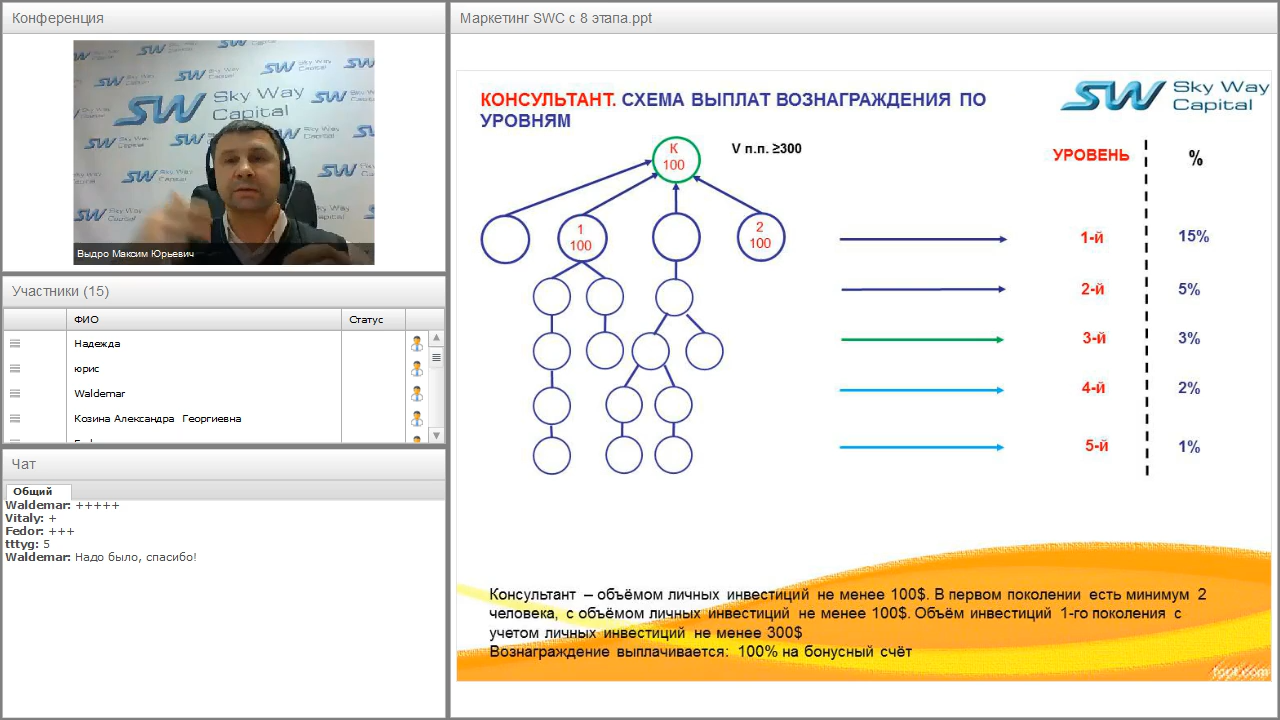 Конференция
SW Sky Way Capital
Выдро Максим Юрьевич
Участники (15)
ФИО
Статус
Надежда
юрис
Waldemar
Козина Александра Георгиевна
Чат
Общий
Waldemar: +++++
Vitaly: +
Fedor: +++
tttyg: 5
Waldemar: Надо было, спасибо!
Маркетинг SWC с 8 этапа.ppt
КОНСУЛЬТАНТ. СХЕМА ВЫПЛАТ ВОЗНАГРАЖДЕНИЯ ПО
УРОВНЯМ
SW Sky Way
Capital
К
100
V п.п. ≥300
УРОВЕНЬ
%
1
100
2
100
1-й
15%
2-й
5%
3-й
3%
4-й
2%
5-й
1%
Консультант – объёмом личных инвестиций не менее 100$. В первом поколении есть минимум 2
человека, с объёмом личных инвестиций не менее 100$. Объём инвестиций 1-го поколения с
учетом личных инвестиций не менее 300$
Вознаграждение выплачивается: 100% на бонусный счёт
fppt.com